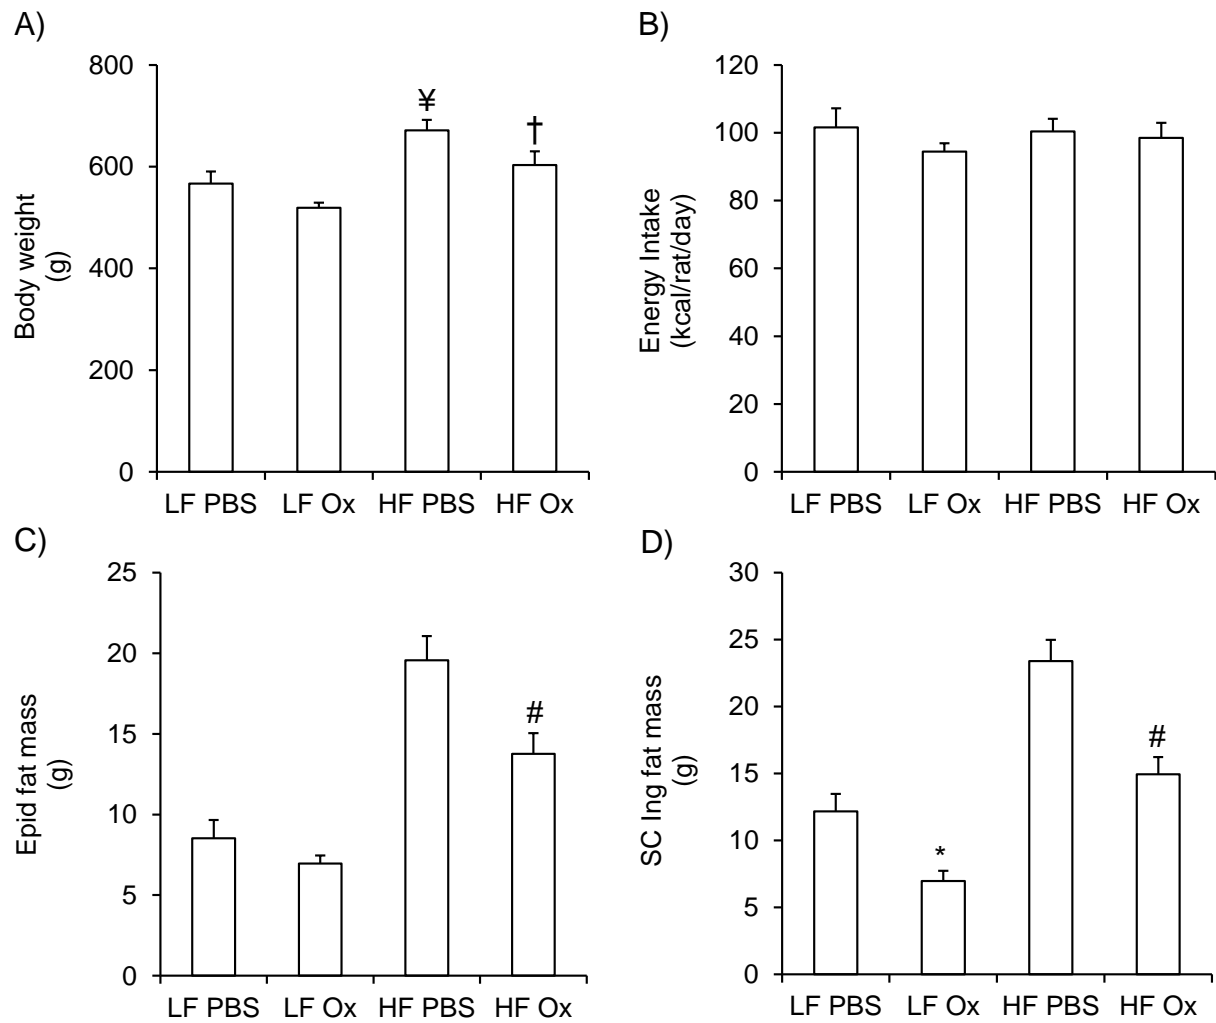 A)
800
600
400
200
0
Body weight
(g)
¥
†
LF PBS LF Ox HF PBS HF Ox
B)
120
100
80
60
40
20
0
Energy Intake
(kcal/rat/day)
LF PBS LF Ox HF PBS HF Ox
C)
25
20
15
10
5
0
Epid fat mass
(g)
#
LF PBS LF Ox HF PBS HF Ox
D)
30
25
20
15
10
5
0
SC Ing fat mass
(g)
*
#
LF PBS LF Ox HF PBS HF Ox